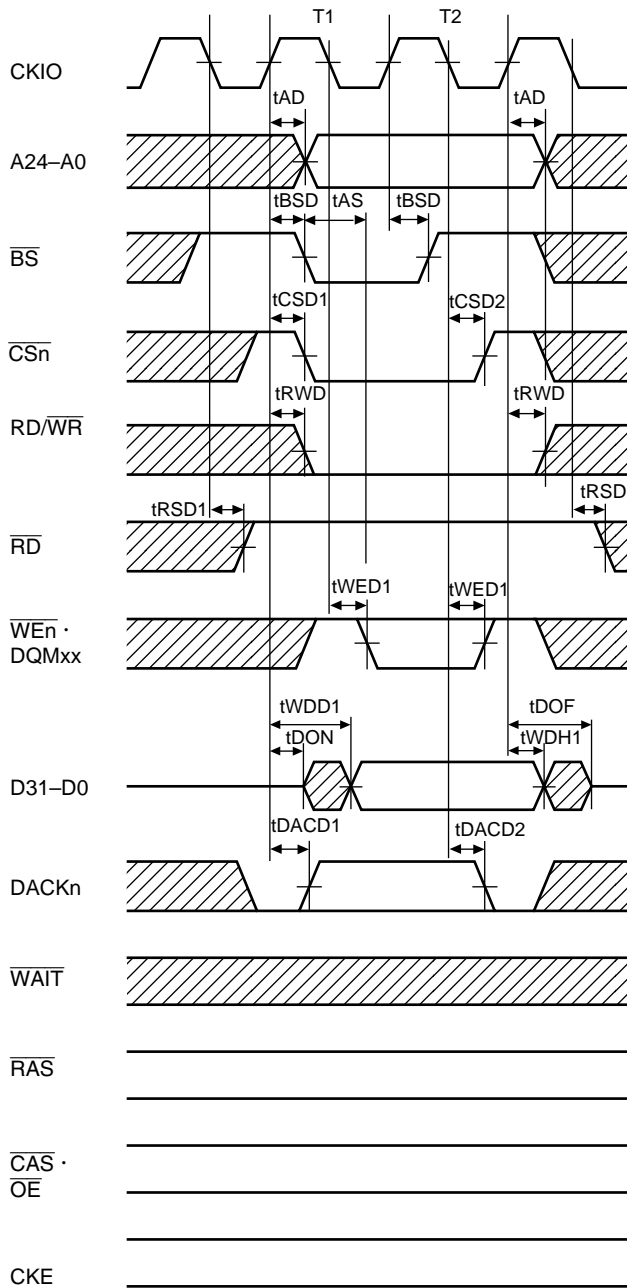 T1 T2
CKIO
tAD tAD
A24–A0
tBSD tAS tBSD
BS
tCSD1 tCSD2
CSn
tRWD tRWD
RD/WR
tRSD1 tRSD
RD
tWED1 tWED1
WEn ·
DQMxx
tWDD1 tDOF
tDON tWDH1
D31–D0
tDACD1 tDACD2
DACKn
WAIT
RAS
CAS ·
OE
CKE